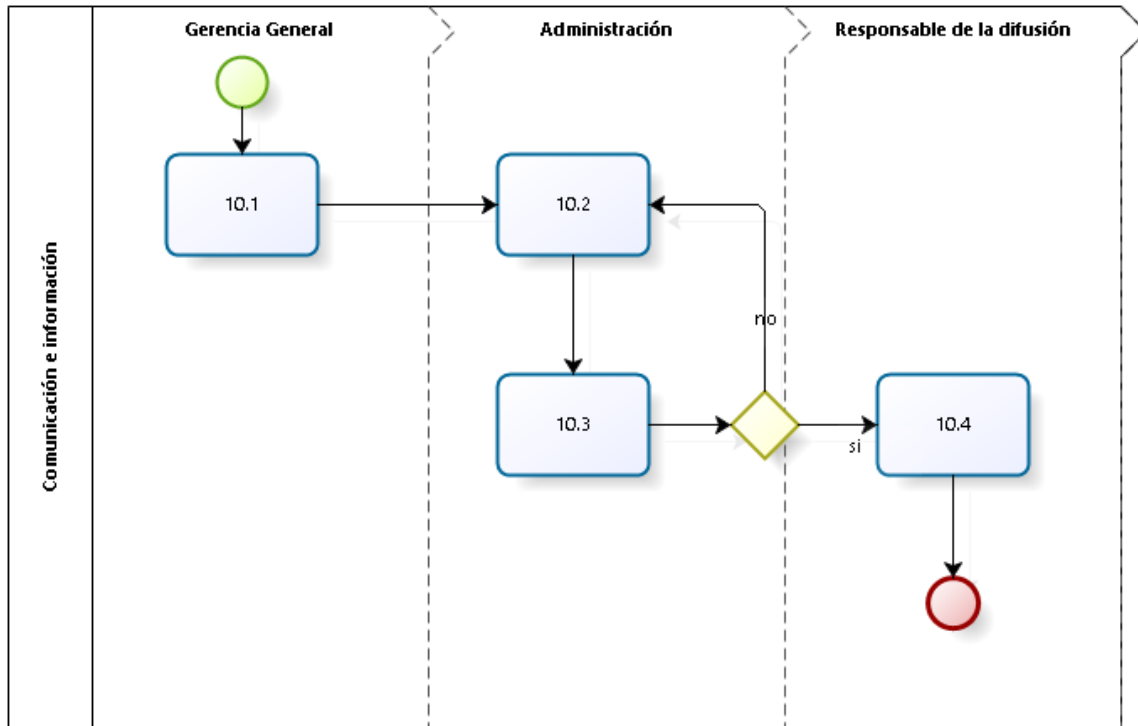 Gerencia General
Administración
Responsable de la difusión
Comunicación e información
10.1
10.2
no
10.3
si
10.4